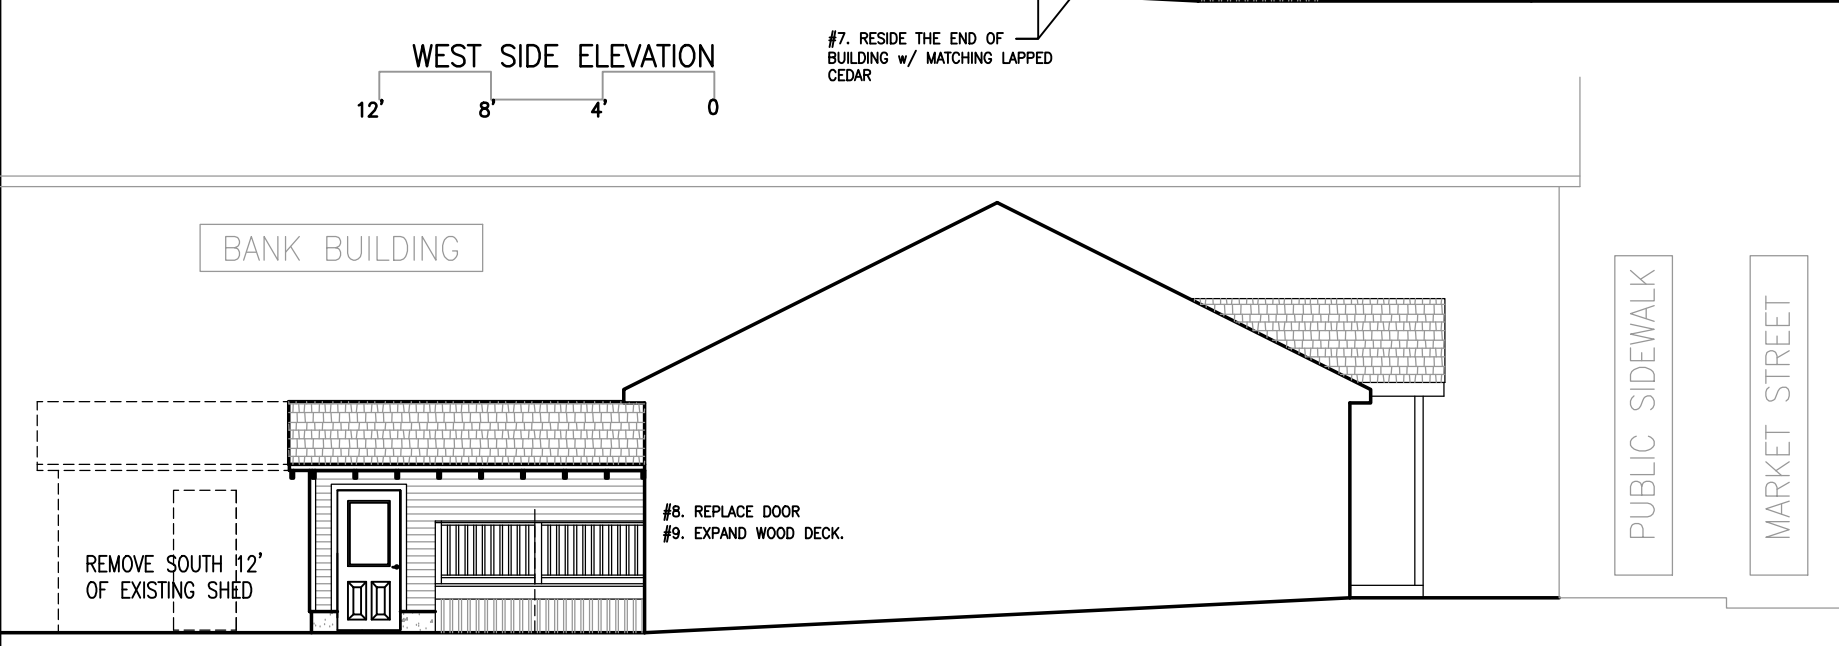 WEST SIDE ELEVATION
12' 8' 4' 0
#7. RESIDE THE END OF
BUILDING w/ MATCHING LAPPED
CEDAR
BANK BUILDING
PUBLIC SIDEWALK
MARKET STREET
#8. REPLACE DOOR
#9. EXPAND WOOD DECK.
REMOVE SOUTH 12'
OF EXISTING SHED